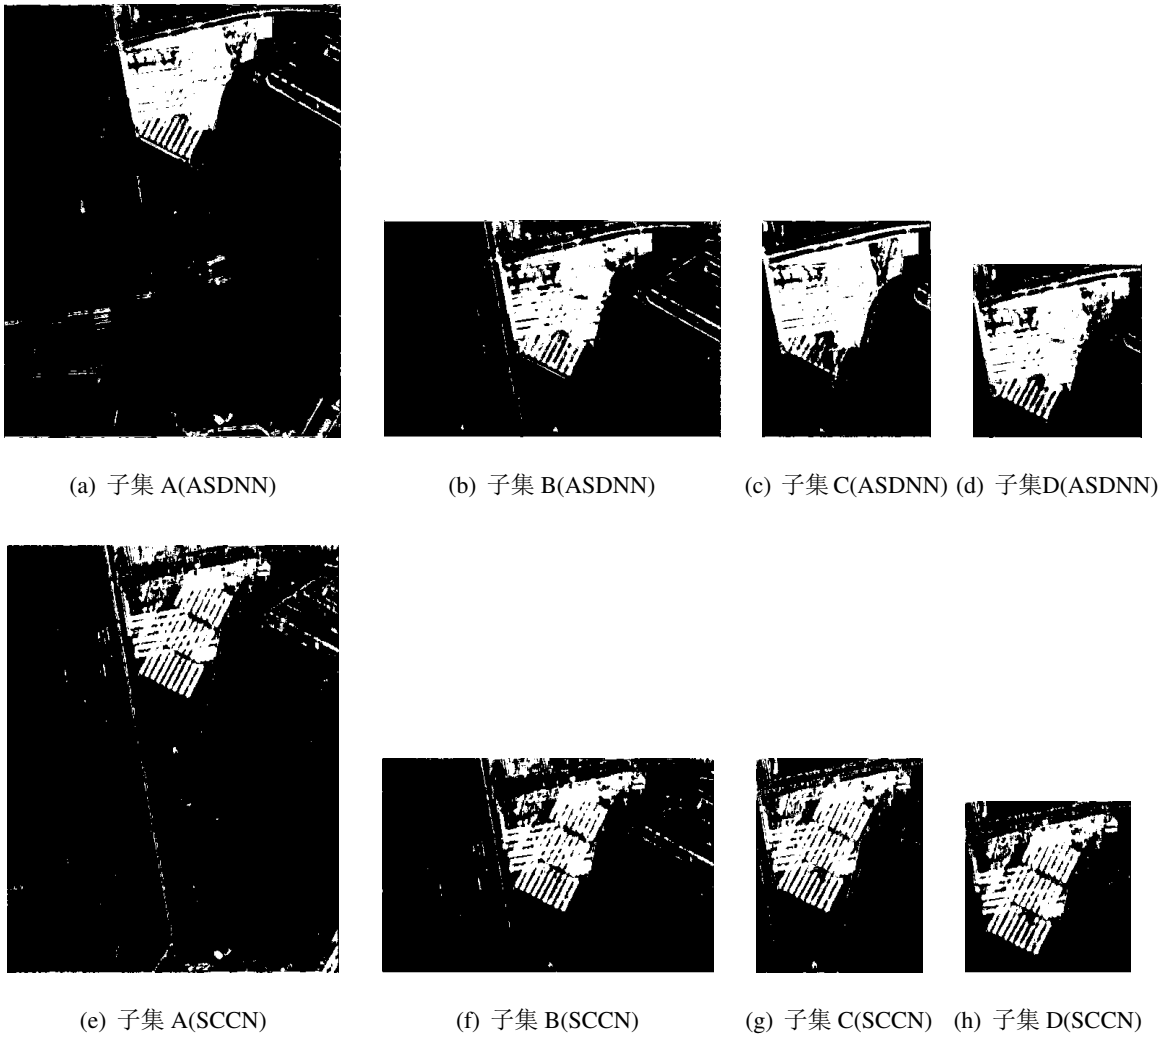 (a) 子集 A(ASDNN)
(b) 子集 B(ASDNN)
(c) 子集 C(ASDNN)
(d) 子集D(ASDNN)
(e) 子集 A(SCCN)
(f) 子集 B(SCCN)
(g) 子集 C(SCCN)
(h) 子集 D(SCCN)